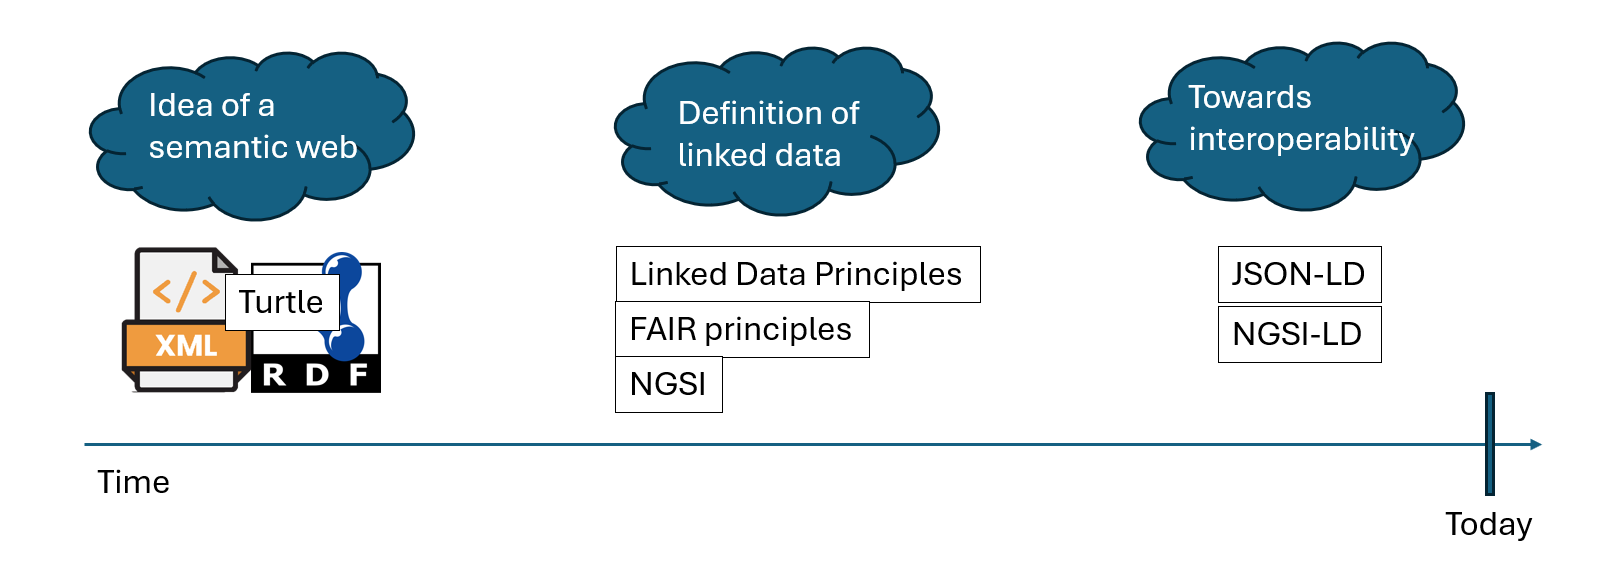 Idea of a
semantic web
Definition of
linked data
Towards
interoperability
</>
XML
Turtle
RDF
Linked Data Principles
FAIR principles
NGSI
JSON-LD
NGSI-LD
Time
Today